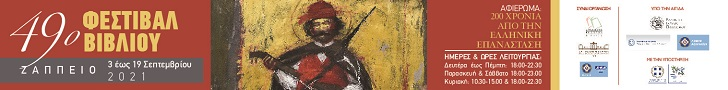 49ο ΦΕΣΤΙΒΑΛ
ΒΙΒΛΙΟΥ
ΖΑΠΠΕΙΟ
3 έως 19 Σεπτεμβρίου
2021
ΑΦΙΕΡΩΜΑ:
200 ΧΡΟΝΙΑ
ΑΠΟ ΤΗΝ
ΕΛΛΗΝΙΚΗ
ΕΠΑΝΑΣΤΑΣΗ
ΗΜΕΡΕΣ & ΩΡΕΣ ΛΕΙΤΟΥΡΓΙΑΣ:
Δευτέρα έως Πέμπτη: 18:00-22:30
Παρασκευή & Σάββατο 18:00-23:00
Κυριακή: 10:30-15:00 & 18:00-22:30
ΣΥΝΔΙΟΡΓΑΝΩΣΗ:
ΥΠΟ ΤΗΝ ΑΙΓΙΔΑ:
ΜΕ ΤΗΝ ΥΠΟΣΤΗΡΙΞΗ: